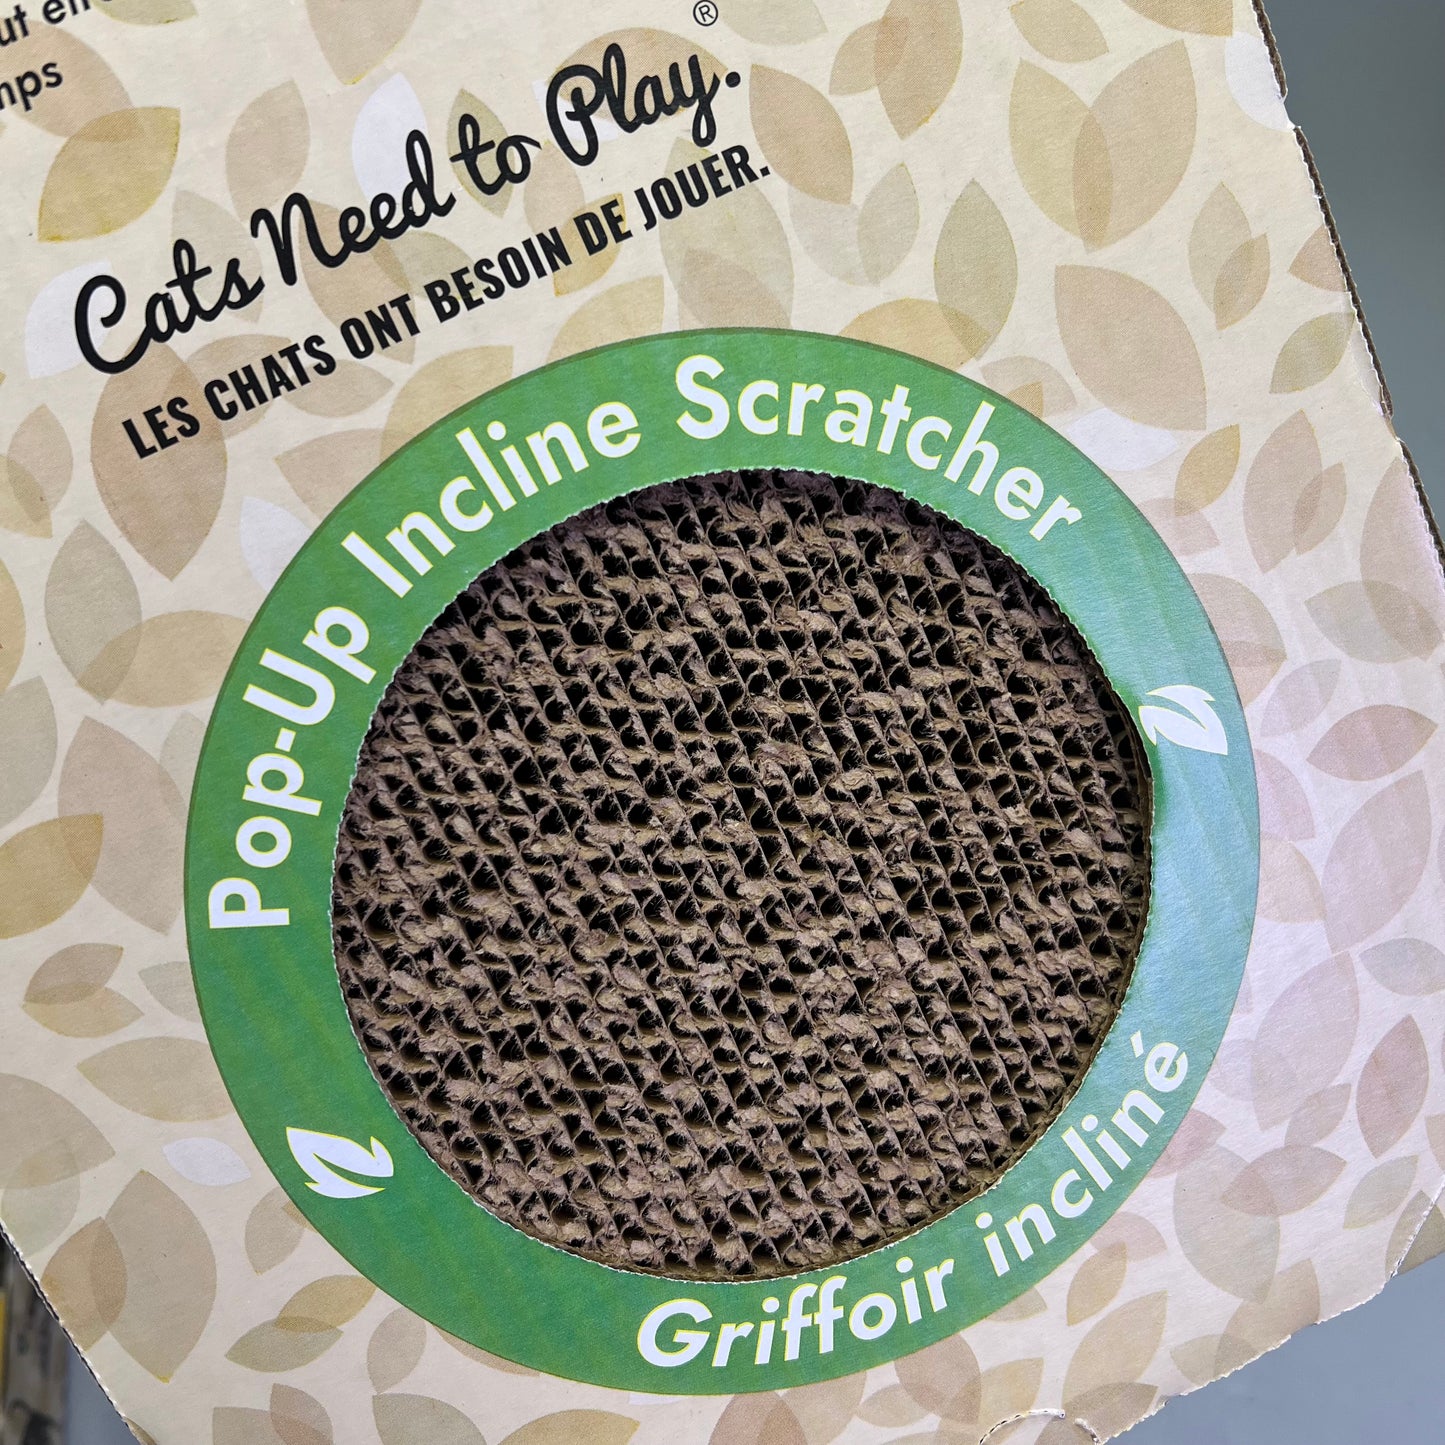 Cats Need to Play.®
LES CHATS ONT BESOIN DE JOUER.
Pop-Up Incline Scratcher
Griffoir incliné